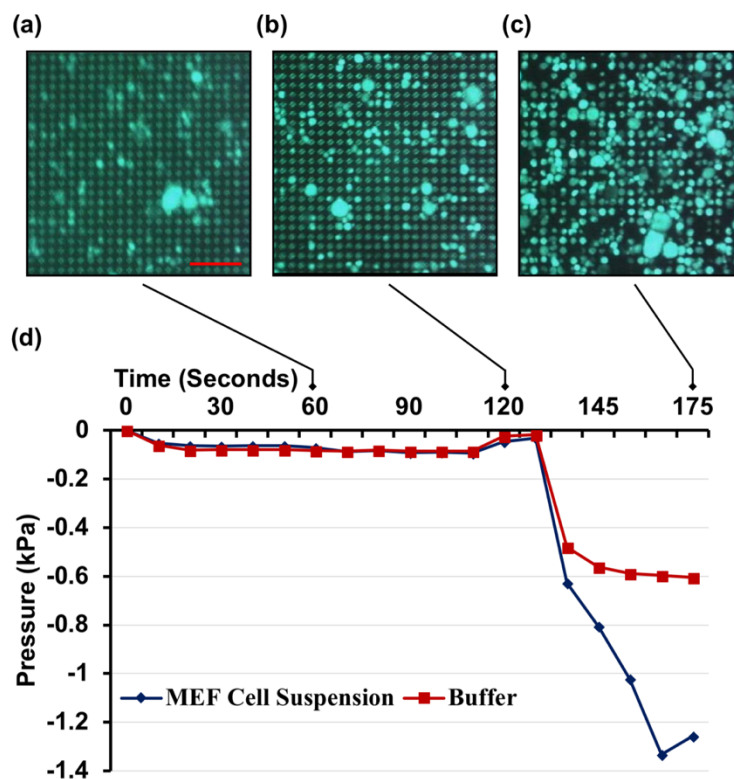 (a) (b) (c)
(d)
Time (Seconds)
0 30 60 90 120 145 175
0
-0.2
-0.4
-0.6
-0.8
-1
-1.2
-1.4
Pressure (kPa)
MEF Cell Suspension Buffer